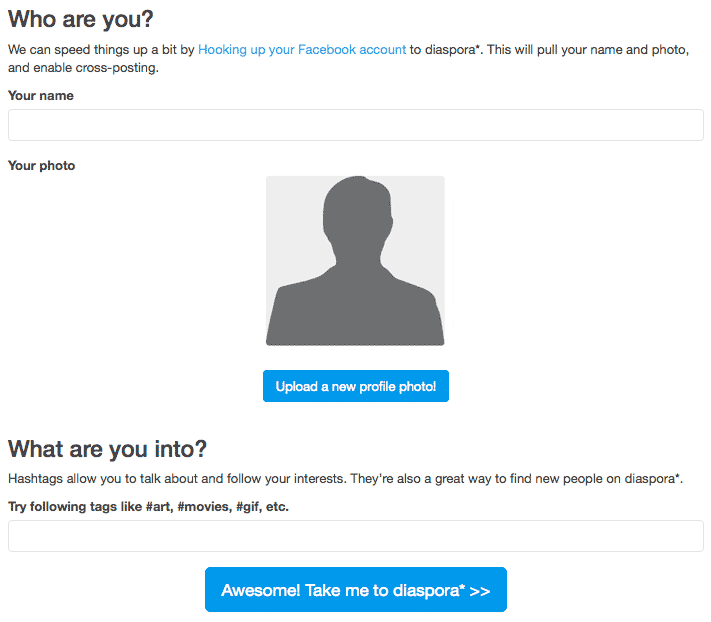 Who are you?
We can speed things up a bit by Hooking up your Facebook account to diaspora*. This will pull your name and photo,
and enable cross-posting.
Your name
Your photo
Upload a new profile photo!
What are you into?
Hashtags allow you to talk about and follow your interests. They're also a great way to find new people on diaspora*.
Try following tags like #art, #movies, #gif, etc.
Awesome! Take me to diaspora* >>